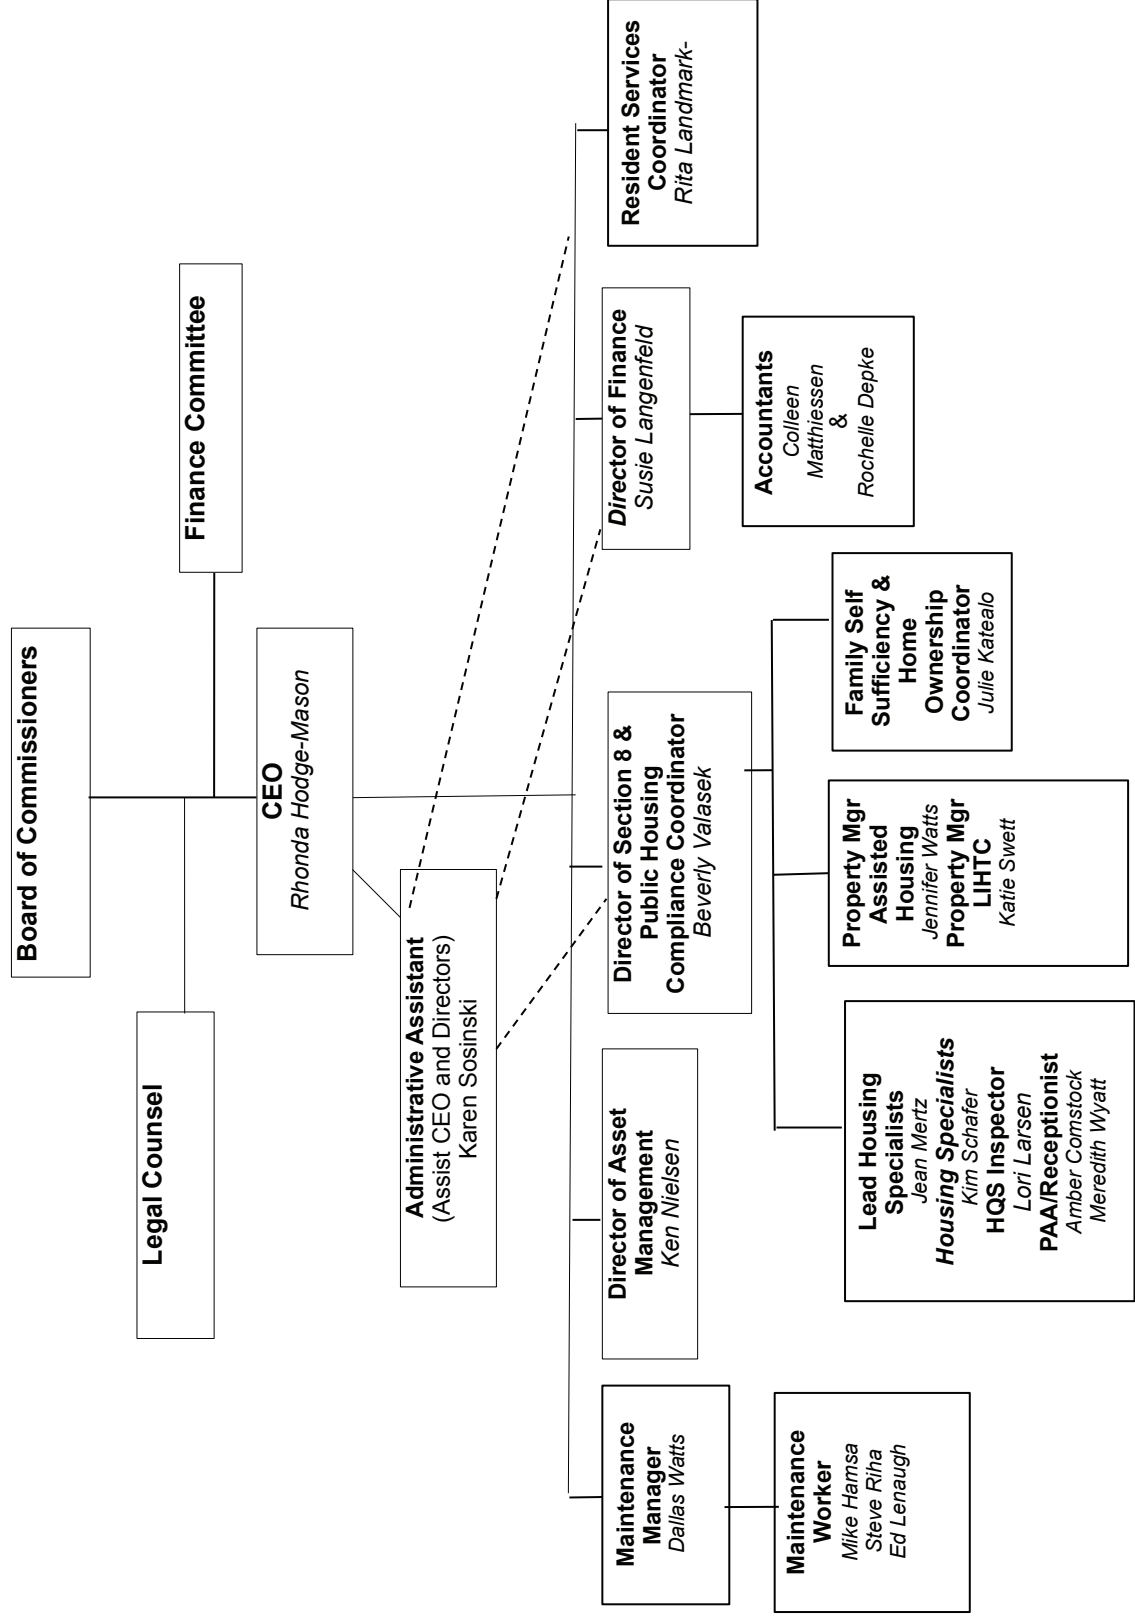 Board of Commissioners
Legal Counsel
Finance Committee
CEO
Rhonda Hodge-Mason
Administrative Assistant
(Assist CEO and Directors)
Karen Sosinski
Maintenance
Manager
Dallas Watts
Director of Asset
Management
Ken Nielsen
Director of Section 8 &
Public Housing
Compliance Coordinator
Beverly Valasek
Director of Finance
Susie Langenfeld
Resident Services
Coordinator
Rita Landmark-
Maintenance
Worker
Mike Hamsa
Steve Riha
Ed Lenaugh
Lead Housing
Specialists
Jean Mertz
Housing Specialists
Kim Schafer
HQS Inspector
Lori Larsen
PAA/Receptionist
Amber Comstock
Meredith Wyatt
Property Mgr
Assisted
Housing
Jennifer Watts
Property Mgr
LIHTC
Katie Swett
Family Self
Sufficiency &
Home
Ownership
Coordinator
Julie Katealo
Accountants
Colleen
Matthiessen
&
Rochelle Depke